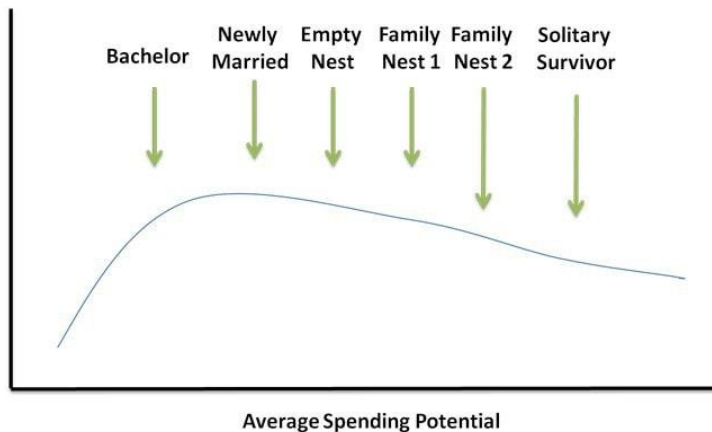 Bachelor
Newly
Married
Empty
Nest
Family
Nest 1
Family
Nest 2
Solitary
Survivor
Average Spending Potential